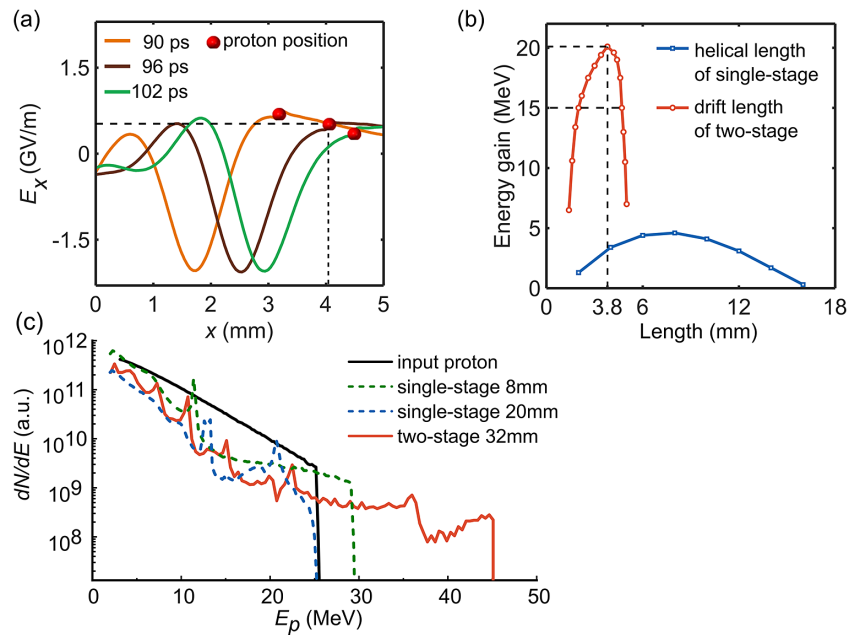 (a)
90 ps
96 ps
102 ps
proton position
1.5
0
-1.5
Ex (GV/m)
0 1 2 3 4 5
x (mm)
(b)
helical length
of single-stage
drift length
of two-stage
20
15
10
5
0
Energy gain (MeV)
0 3.8 6 12 18
Length (mm)
(c)
input proton
single-stage 8mm
single-stage 20mm
two-stage 32mm
10^12
10^11
10^10
10^9
10^8
dN/dE (a.u.)
0 10 20 30 40 50
Ep (MeV)